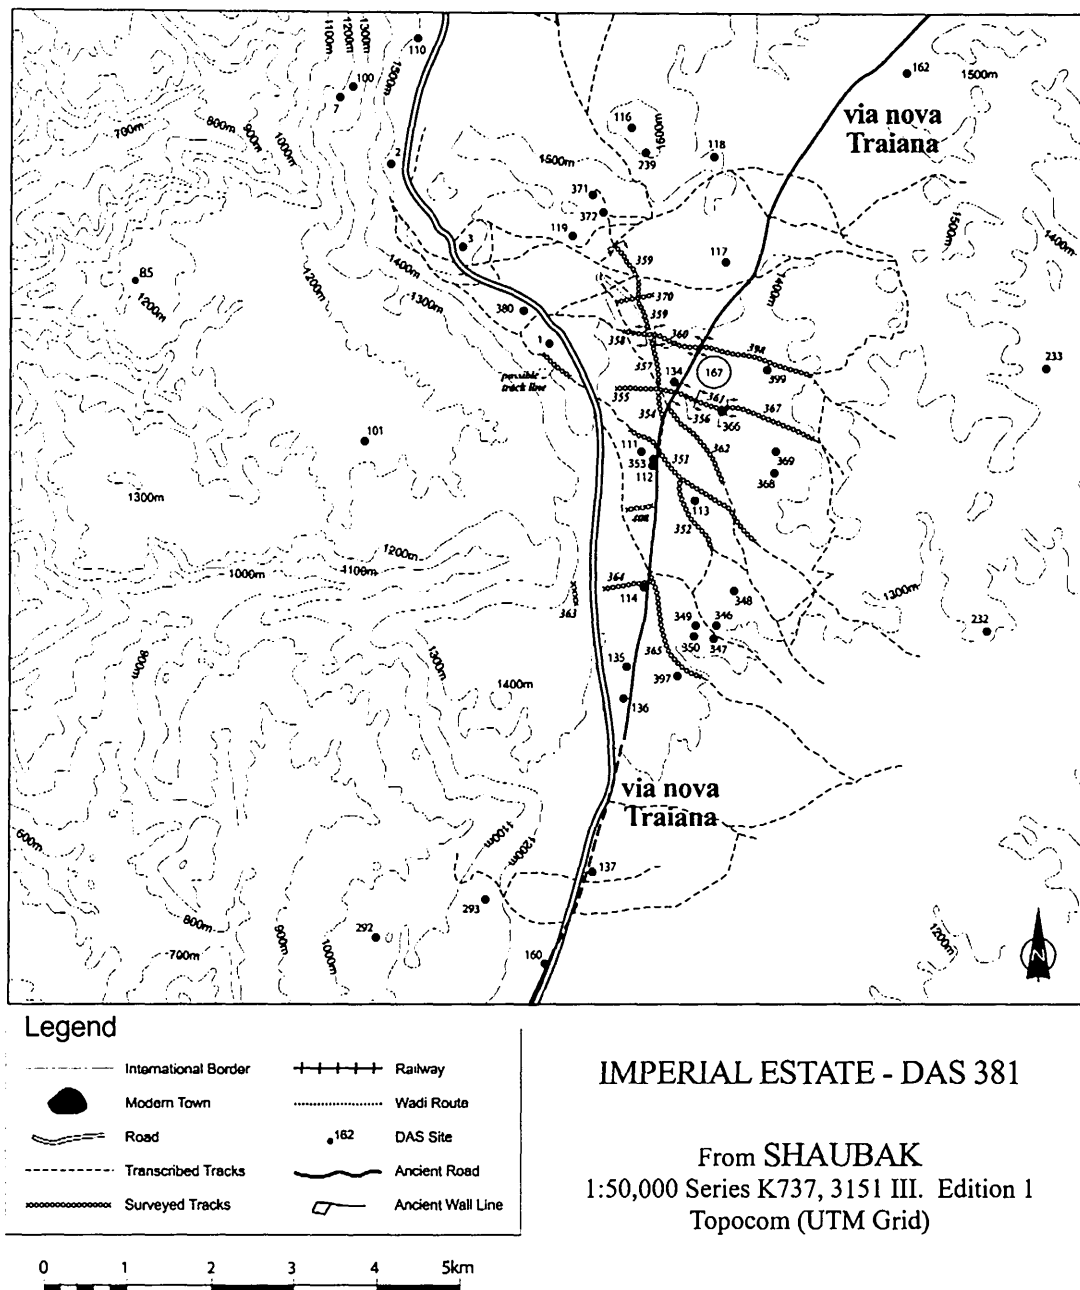 110
1300m
1200m
1100m
1500m
100
7
162
1500m
via nova
Traiana
700m
800m
900m
1000m
116
1600m
239
118
2
1500m
371
377
119
3
359
117
1500m
1400m
85
1200m
1200m
1400m
1300m
1400m
370
359
380
1
358
360
398
233
357
134
167
399
possible
track line
355
354
361
356
366
367
101
111
353
112
351
362
369
368
1300m
113
352
1200m
1100m
1000m
364
114
363
348
1300m
349
346
350
347
232
900m
1300m
365
135
397
1400m
136
via nova
Traiana
600m
1100m
1200m
137
293
800m
700m
900m
1000m
292
160
1200m
N
Legend
International Border
Railway
Modern Town
Wadi Route
Road
162
DAS Site
Transcribed Tracks
Ancient Road
Surveyed Tracks
Ancient Wall Line
IMPERIAL ESTATE - DAS 381
From SHAUBAK
1:50,000 Series K737, 3151 III. Edition 1
Topocom (UTM Grid)
0 1 2 3 4 5km